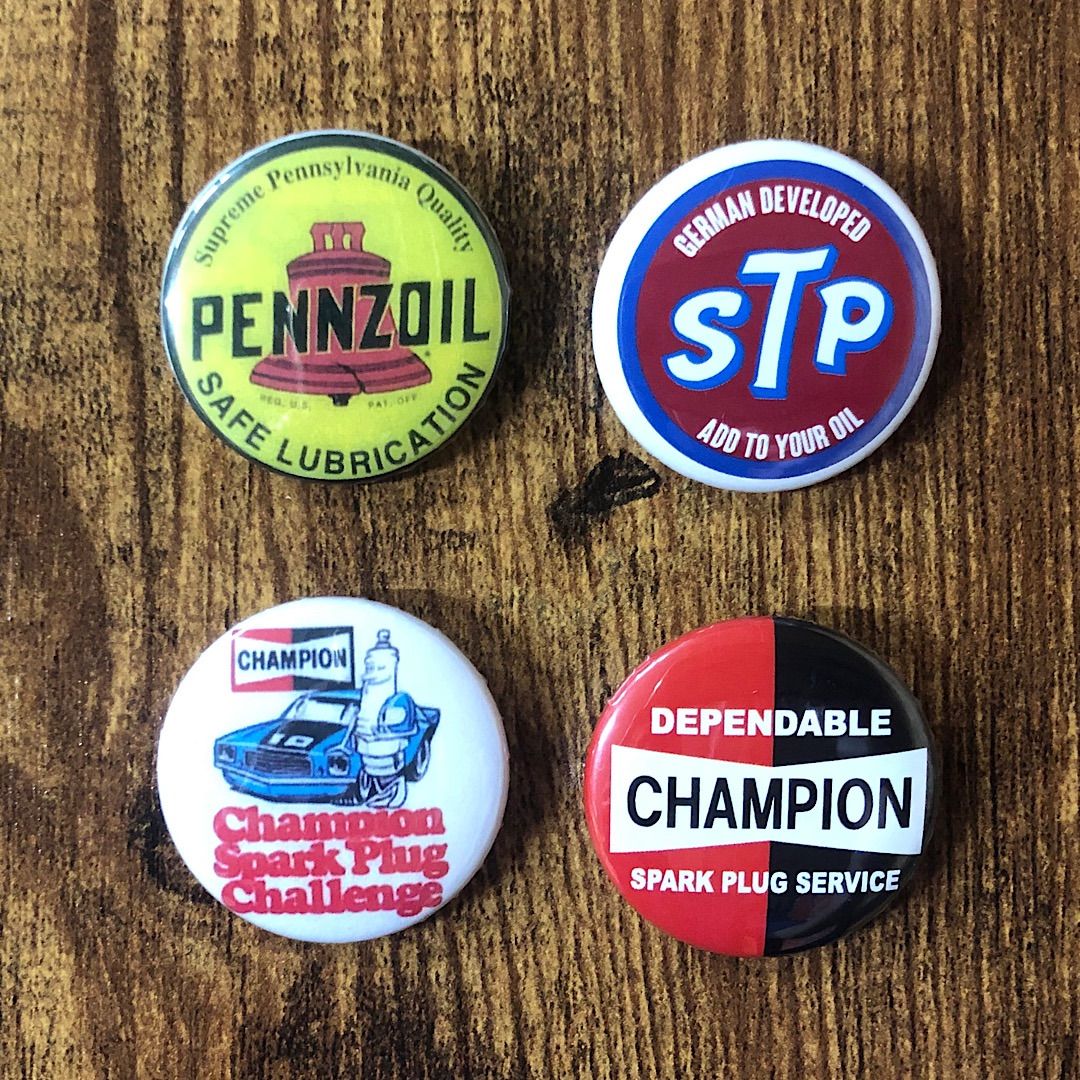 Supreme Pennsylvania Quality
PENNZOIL
REG. U.S. PAT. OFF.
SAFE LUBRICATION
GERMAN DEVELOPED
STP
ADD TO YOUR OIL
CHAMPION
10
Champion
Spark Plug
Challenge
DEPENDABLE
CHAMPION
SPARK PLUG SERVICE